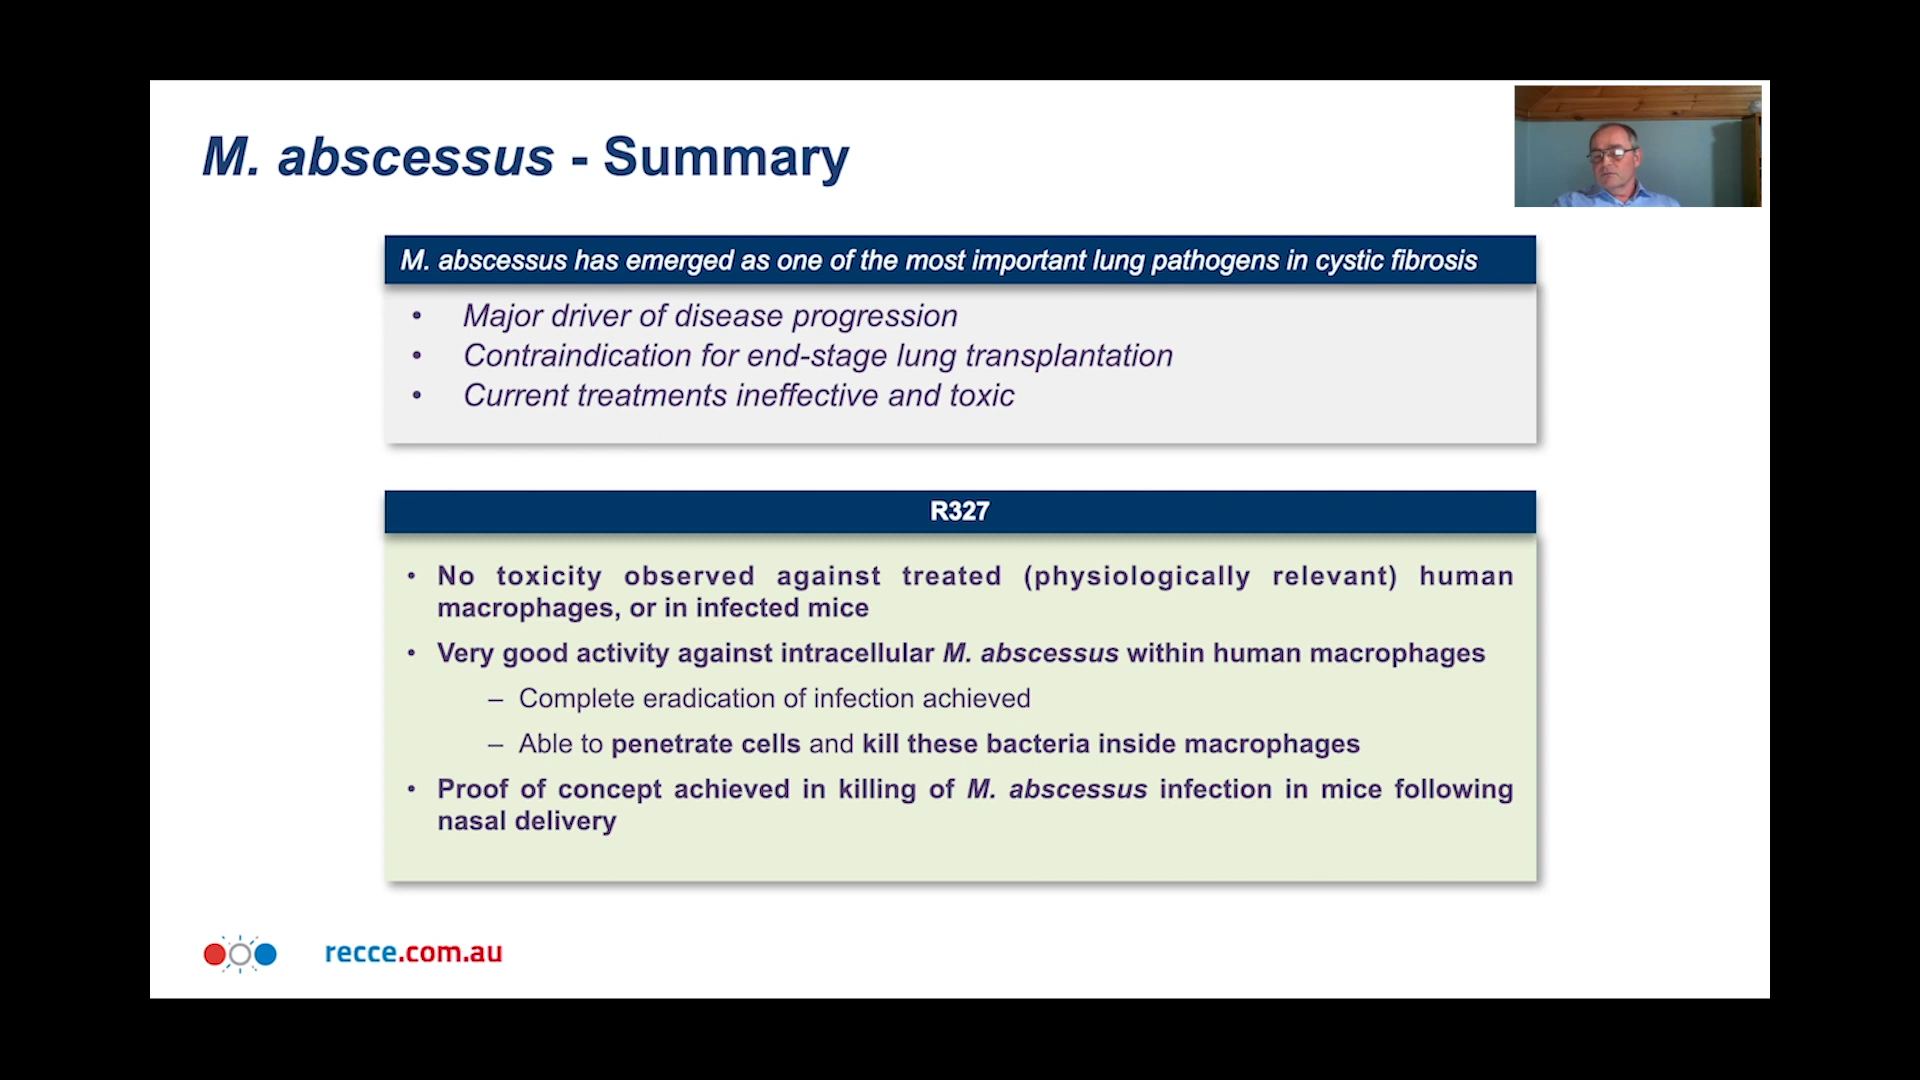 M. abscessus - Summary
M. abscessus has emerged as one of the most important lung pathogens in cystic fibrosis
• Major driver of disease progression
• Contraindication for end-stage lung transplantation
• Current treatments ineffective and toxic
R327
• No toxicity observed against treated (physiologically relevant) human
macrophages, or in infected mice
• Very good activity against intracellular M. abscessus within human macrophages
– Complete eradication of infection achieved
– Able to penetrate cells and kill these bacteria inside macrophages
• Proof of concept achieved in killing of M. abscessus infection in mice following
nasal delivery
recce.com.au